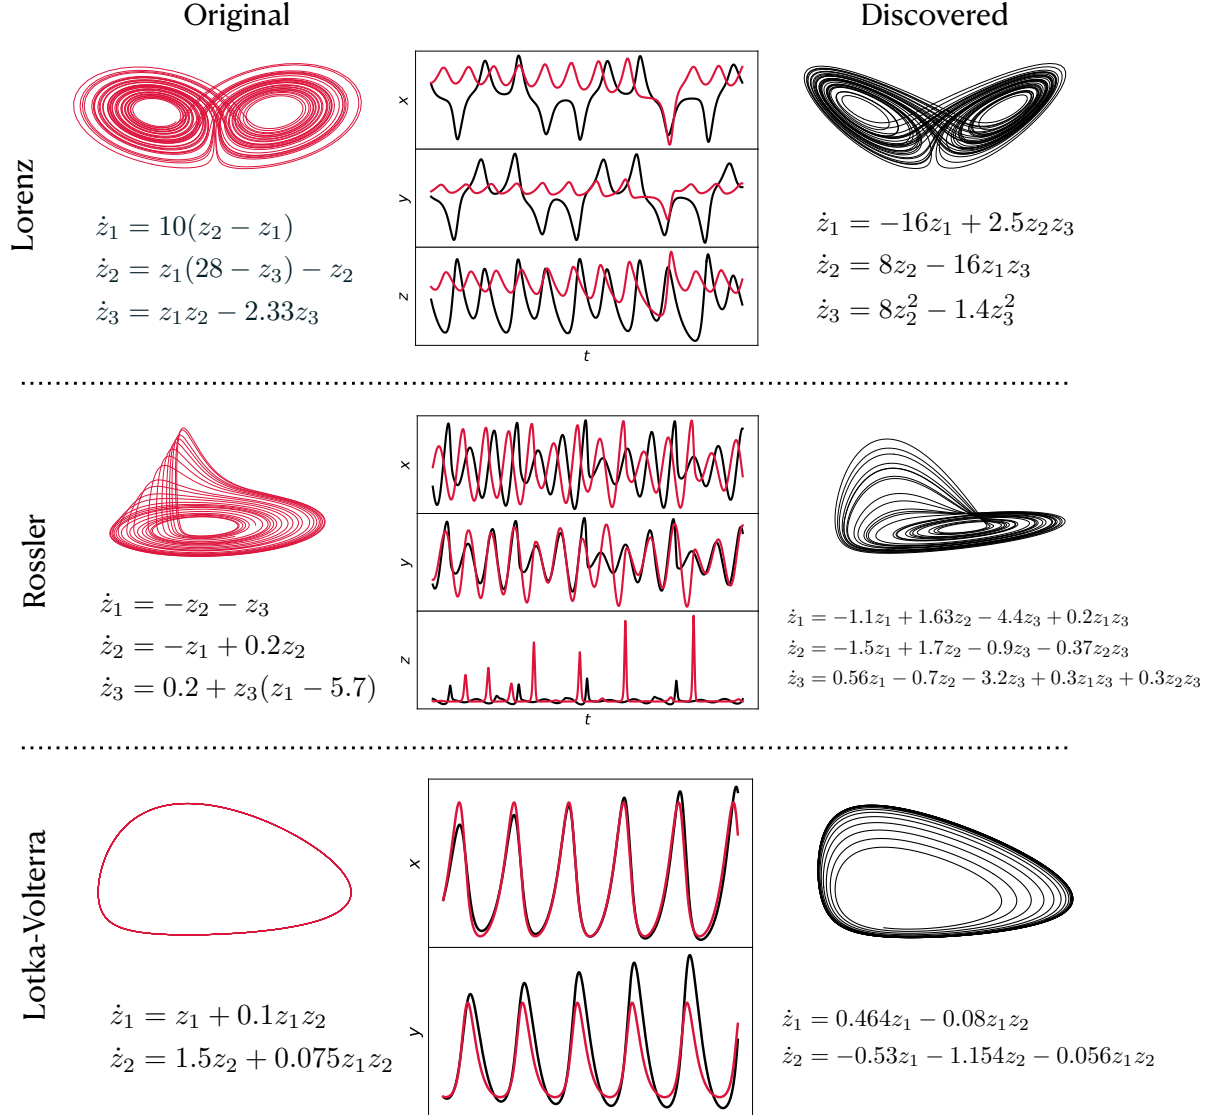 Original
Discovered
Lorenz
x
y
z
t
ż₁ = 10(z₂ − z₁)
ż₂ = z₁(28 − z₃) − z₂
ż₃ = z₁z₂ − 2.33z₃
ż₁ = −16z₁ + 2.5z₂z₃
ż₂ = 8z₂ − 16z₁z₃
ż₃ = 8z₂² − 1.4z₃²
Rossler
x
y
z
t
ż₁ = −z₂ − z₃
ż₂ = −z₁ + 0.2z₂
ż₃ = 0.2 + z₃(z₁ − 5.7)
ż₁ = −1.1z₁ + 1.63z₂ − 4.4z₃ + 0.2z₁z₃
ż₂ = −1.5z₁ + 1.7z₂ − 0.9z₃ − 0.37z₂z₃
ż₃ = 0.56z₁ − 0.7z₂ − 3.2z₃ + 0.3z₁z₃ + 0.3z₂z₃
Lotka-Volterra
x
y
ż₁ = z₁ + 0.1z₁z₂
ż₂ = 1.5z₂ + 0.075z₁z₂
ż₁ = 0.464z₁ − 0.08z₁z₂
ż₂ = −0.53z₁ − 1.154z₂ − 0.056z₁z₂